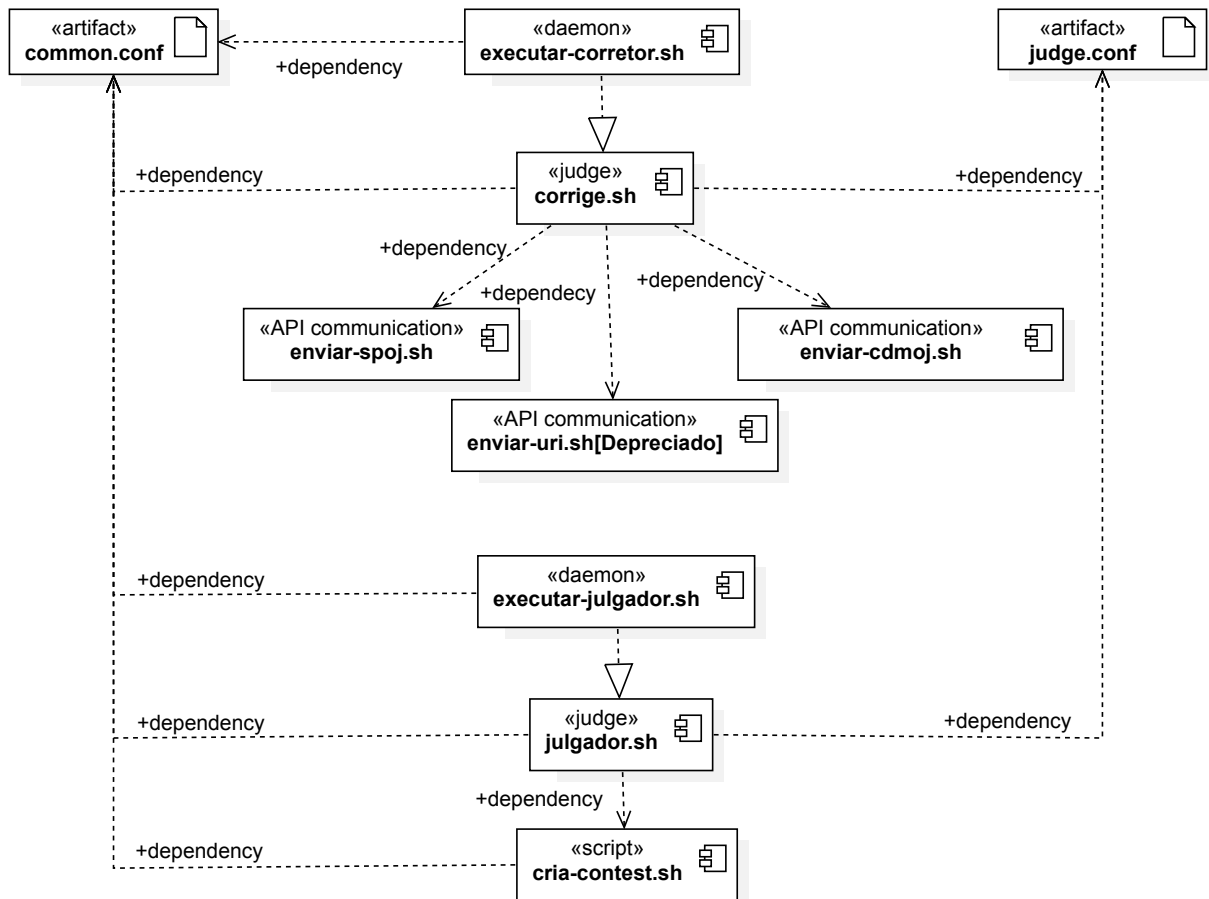 «artifact»
common.conf
«daemon»
executar-corretor.sh
«artifact»
judge.conf
+dependency
«judge»
corrige.sh
+dependency
+dependency
+dependency
+dependecy
+dependency
«API communication»
enviar-spoj.sh
«API communication»
enviar-cdmoj.sh
«API communication»
enviar-uri.sh[Depreciado]
«daemon»
executar-julgador.sh
+dependency
«judge»
julgador.sh
+dependency
+dependency
+dependency
«script»
cria-contest.sh
+dependency